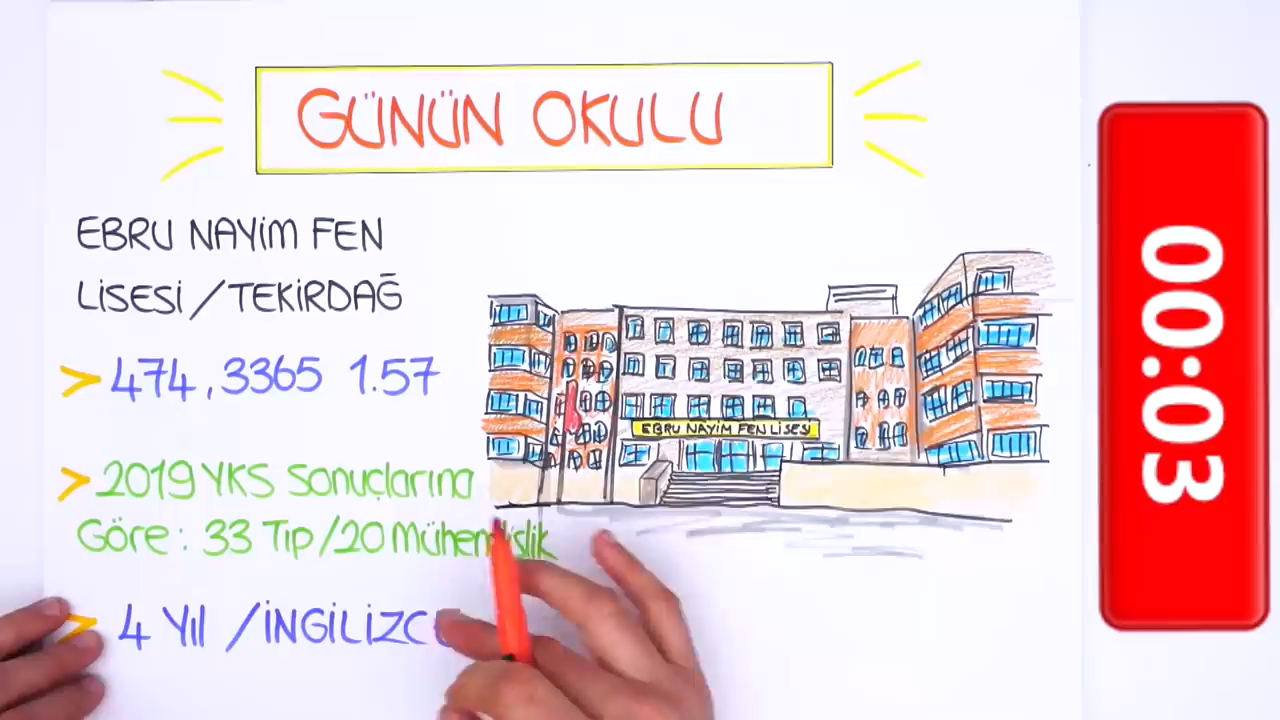 GÜNÜN OKULU
EBRU NAYİM FEN
LİSESİ / TEKİRDAĞ
> 474,3365 1.57
> 2019 YKS Sonuçlarına
Göre: 33 Tıp/20 Mühendislik
> 4 Yıl /İNGİLİZCE
EBRU NAYİM FEN LİSESİ
00:03